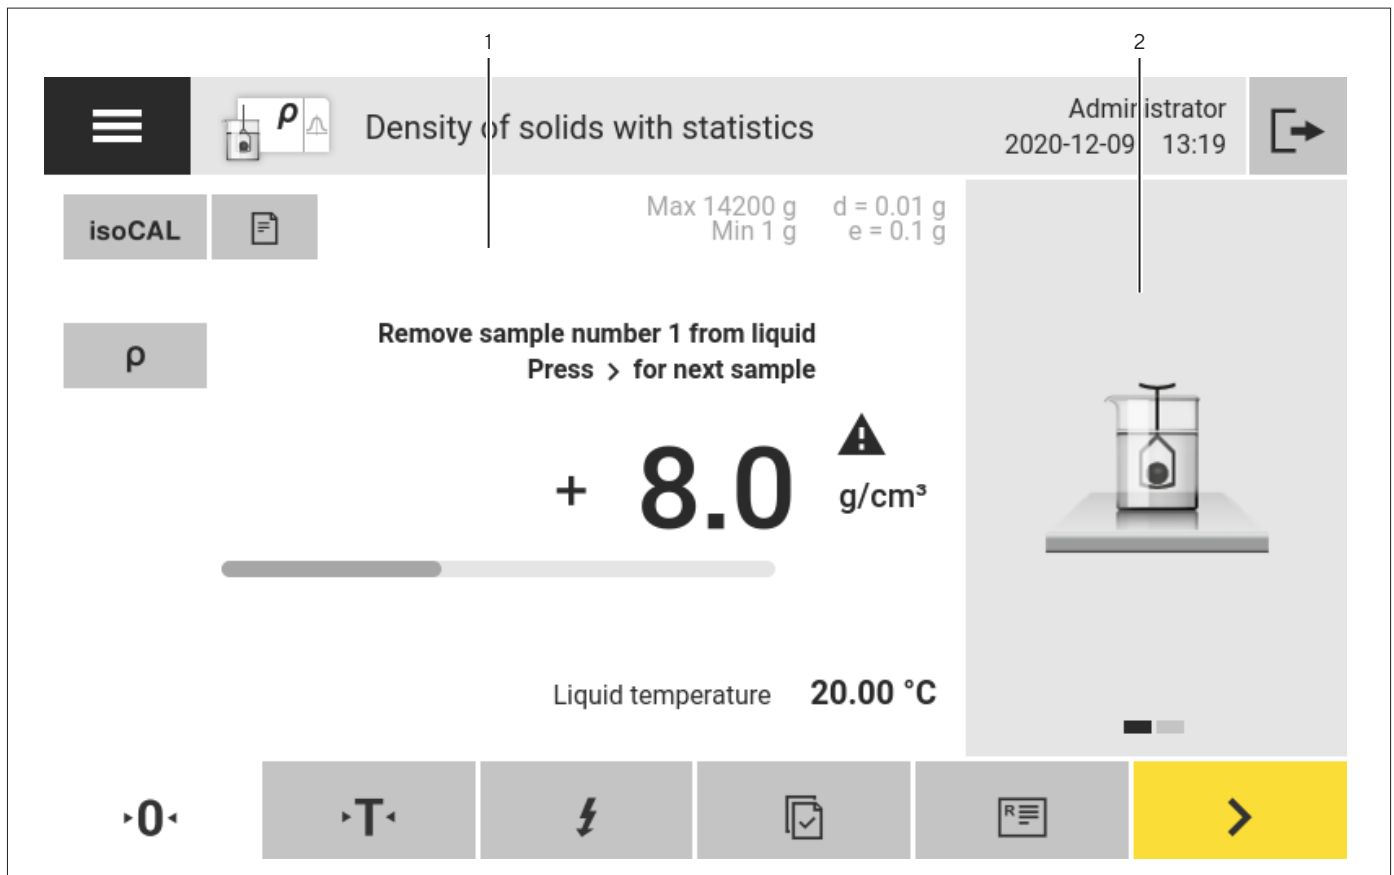 1
2
ρ
Density of solids with statistics
Administrator
2020-12-09 13:19
isoCAL
Max 14200 g d = 0.01 g
Min 1 g e = 0.1 g
Remove sample number 1 from liquid
Press > for next sample
ρ
+ 8.0 g/cm³
Liquid temperature 20.00 °C
0
T
R